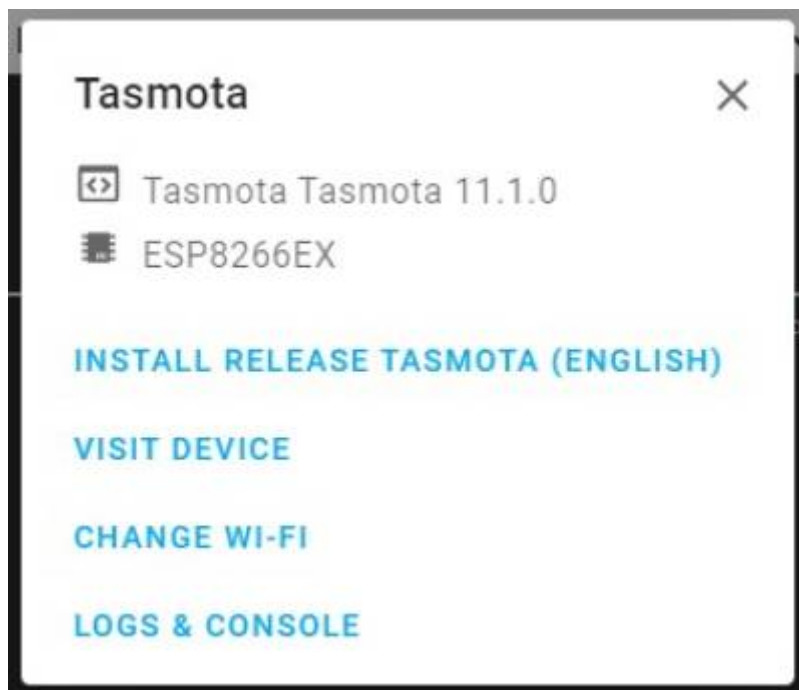 Tasmota
Tasmota Tasmota 11.1.0
ESP8266EX
INSTALL RELEASE TASMOTA (ENGLISH)
VISIT DEVICE
CHANGE WI-FI
LOGS & CONSOLE